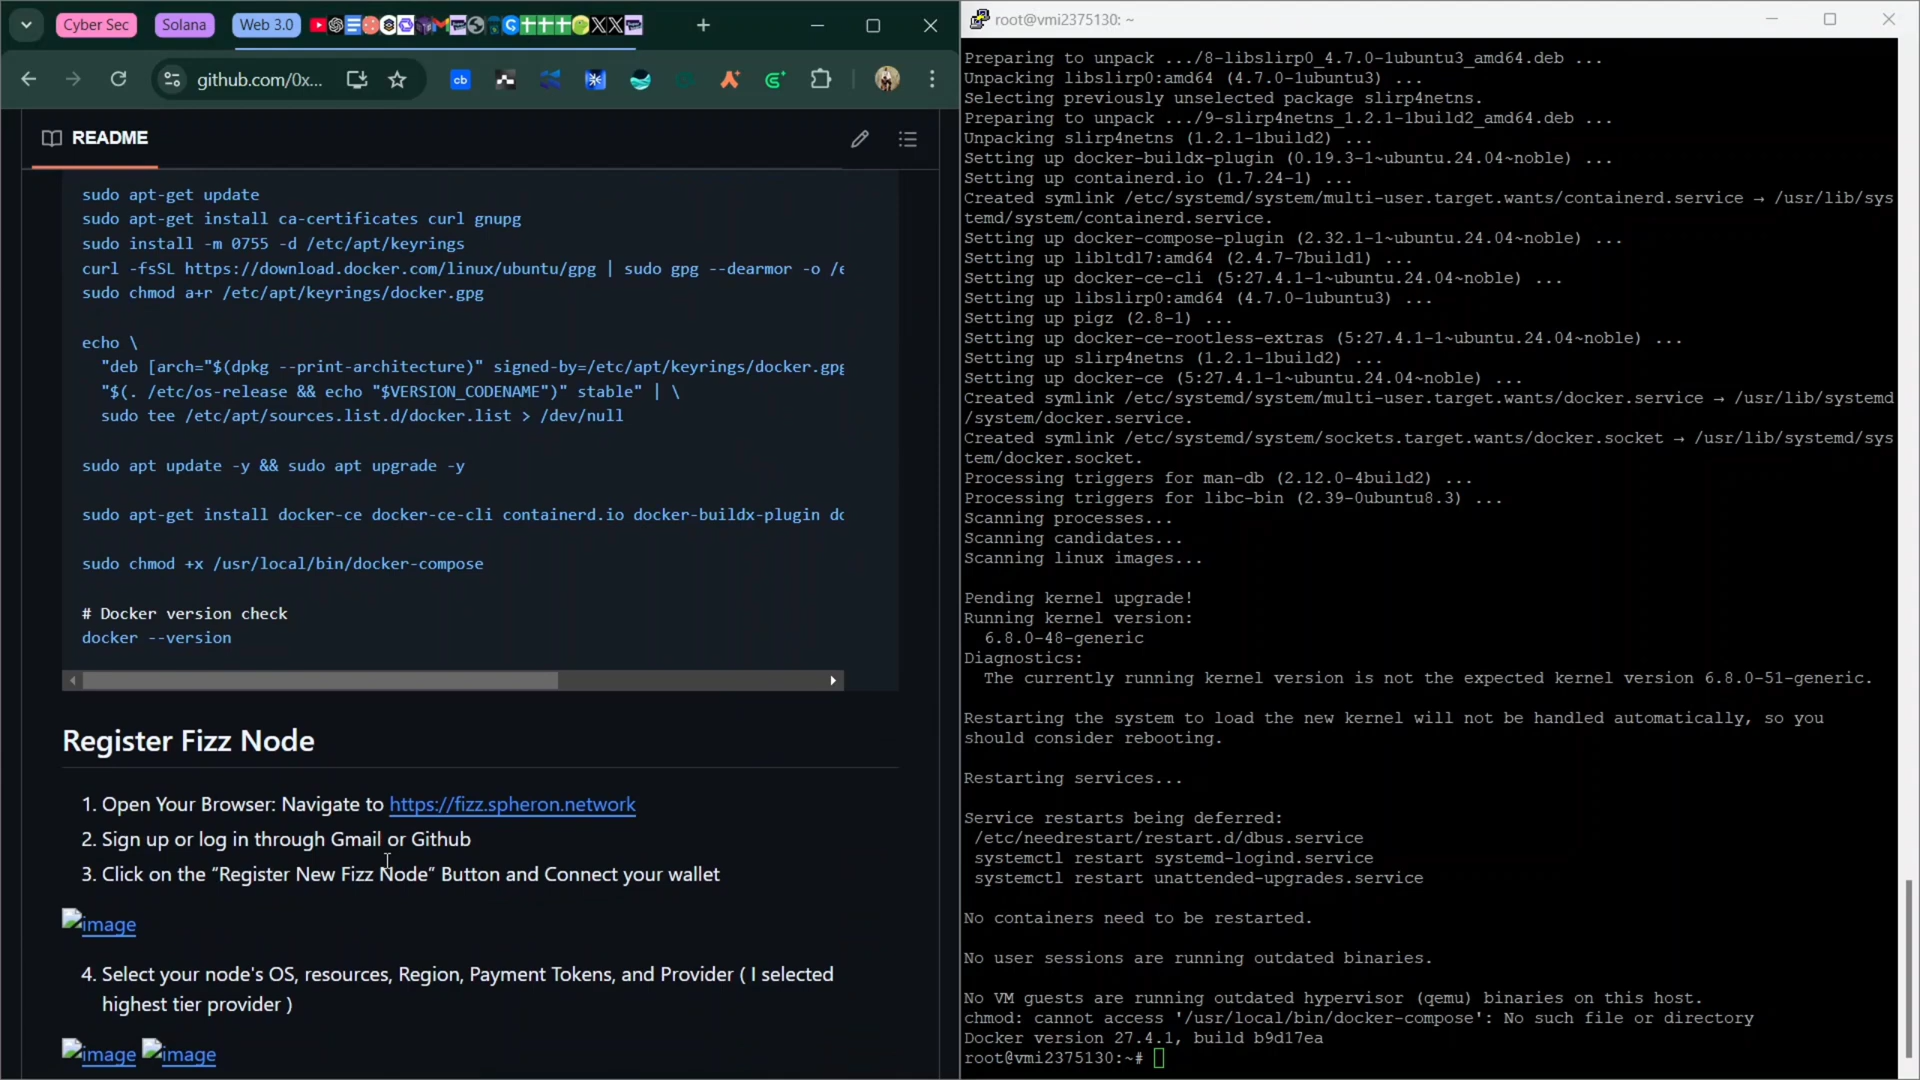 Cyber Sec
Solana
Web 3.0
github.com/0x...
README
sudo apt-get update
sudo apt-get install ca-certificates curl gnupg
sudo install -m 0755 -d /etc/apt/keyrings
curl -fsSL https://download.docker.com/linux/ubuntu/gpg | sudo gpg --dearmor -o /e
sudo chmod a+r /etc/apt/keyrings/docker.gpg
echo \
"deb [arch="$(dpkg --print-architecture)" signed-by=/etc/apt/keyrings/docker.gpg
"$(. /etc/os-release && echo "$VERSION_CODENAME")" stable" | \
sudo tee /etc/apt/sources.list.d/docker.list > /dev/null
sudo apt update -y && sudo apt upgrade -y
sudo apt-get install docker-ce docker-ce-cli containerd.io docker-buildx-plugin do
sudo chmod +x /usr/local/bin/docker-compose
# Docker version check
docker --version
Register Fizz Node
1. Open Your Browser: Navigate to https://fizz.spheron.network
2. Sign up or log in through Gmail or Github
3. Click on the “Register New Fizz Node” Button and Connect your wallet
image
4. Select your node's OS, resources, Region, Payment Tokens, and Provider ( I selected
highest tier provider )
image image
root@vmi2375130: ~
Preparing to unpack .../8-libslirp0_4.7.0-1ubuntu3_amd64.deb ...
Unpacking libslirp0:amd64 (4.7.0-1ubuntu3) ...
Selecting previously unselected package slirp4netns.
Preparing to unpack .../9-slirp4netns_1.2.1-1build2_amd64.deb ...
Unpacking slirp4netns (1.2.1-1build2) ...
Setting up docker-buildx-plugin (0.19.3-1~ubuntu.24.04~noble) ...
Setting up containerd.io (1.7.24-1) ...
Created symlink /etc/systemd/system/multi-user.target.wants/containerd.service → /usr/lib/sys
temd/system/containerd.service.
Setting up docker-compose-plugin (2.32.1-1~ubuntu.24.04~noble) ...
Setting up libltdl7:amd64 (2.4.7-7build1) ...
Setting up docker-ce-cli (5:27.4.1-1~ubuntu.24.04~noble) ...
Setting up libslirp0:amd64 (4.7.0-1ubuntu3) ...
Setting up pigz (2.8-1) ...
Setting up docker-ce-rootless-extras (5:27.4.1-1~ubuntu.24.04~noble) ...
Setting up slirp4netns (1.2.1-1build2) ...
Setting up docker-ce (5:27.4.1-1~ubuntu.24.04~noble) ...
Created symlink /etc/systemd/system/multi-user.target.wants/docker.service → /usr/lib/systemd
/system/docker.service.
Created symlink /etc/systemd/system/sockets.target.wants/docker.socket → /usr/lib/systemd/sys
tem/docker.socket.
Processing triggers for man-db (2.12.0-4build2) ...
Processing triggers for libc-bin (2.39-0ubuntu8.3) ...
Scanning processes...
Scanning candidates...
Scanning linux images...
Pending kernel upgrade!
Running kernel version:
6.8.0-48-generic
Diagnostics:
The currently running kernel version is not the expected kernel version 6.8.0-51-generic.
Restarting the system to load the new kernel will not be handled automatically, so you
should consider rebooting.
Restarting services...
Service restarts being deferred:
/etc/needrestart/restart.d/dbus.service
systemctl restart systemd-logind.service
systemctl restart unattended-upgrades.service
No containers need to be restarted.
No user sessions are running outdated binaries.
No VM guests are running outdated hypervisor (qemu) binaries on this host.
chmod: cannot access '/usr/local/bin/docker-compose': No such file or directory
Docker version 27.4.1, build b9d17ea
root@vmi2375130:~#